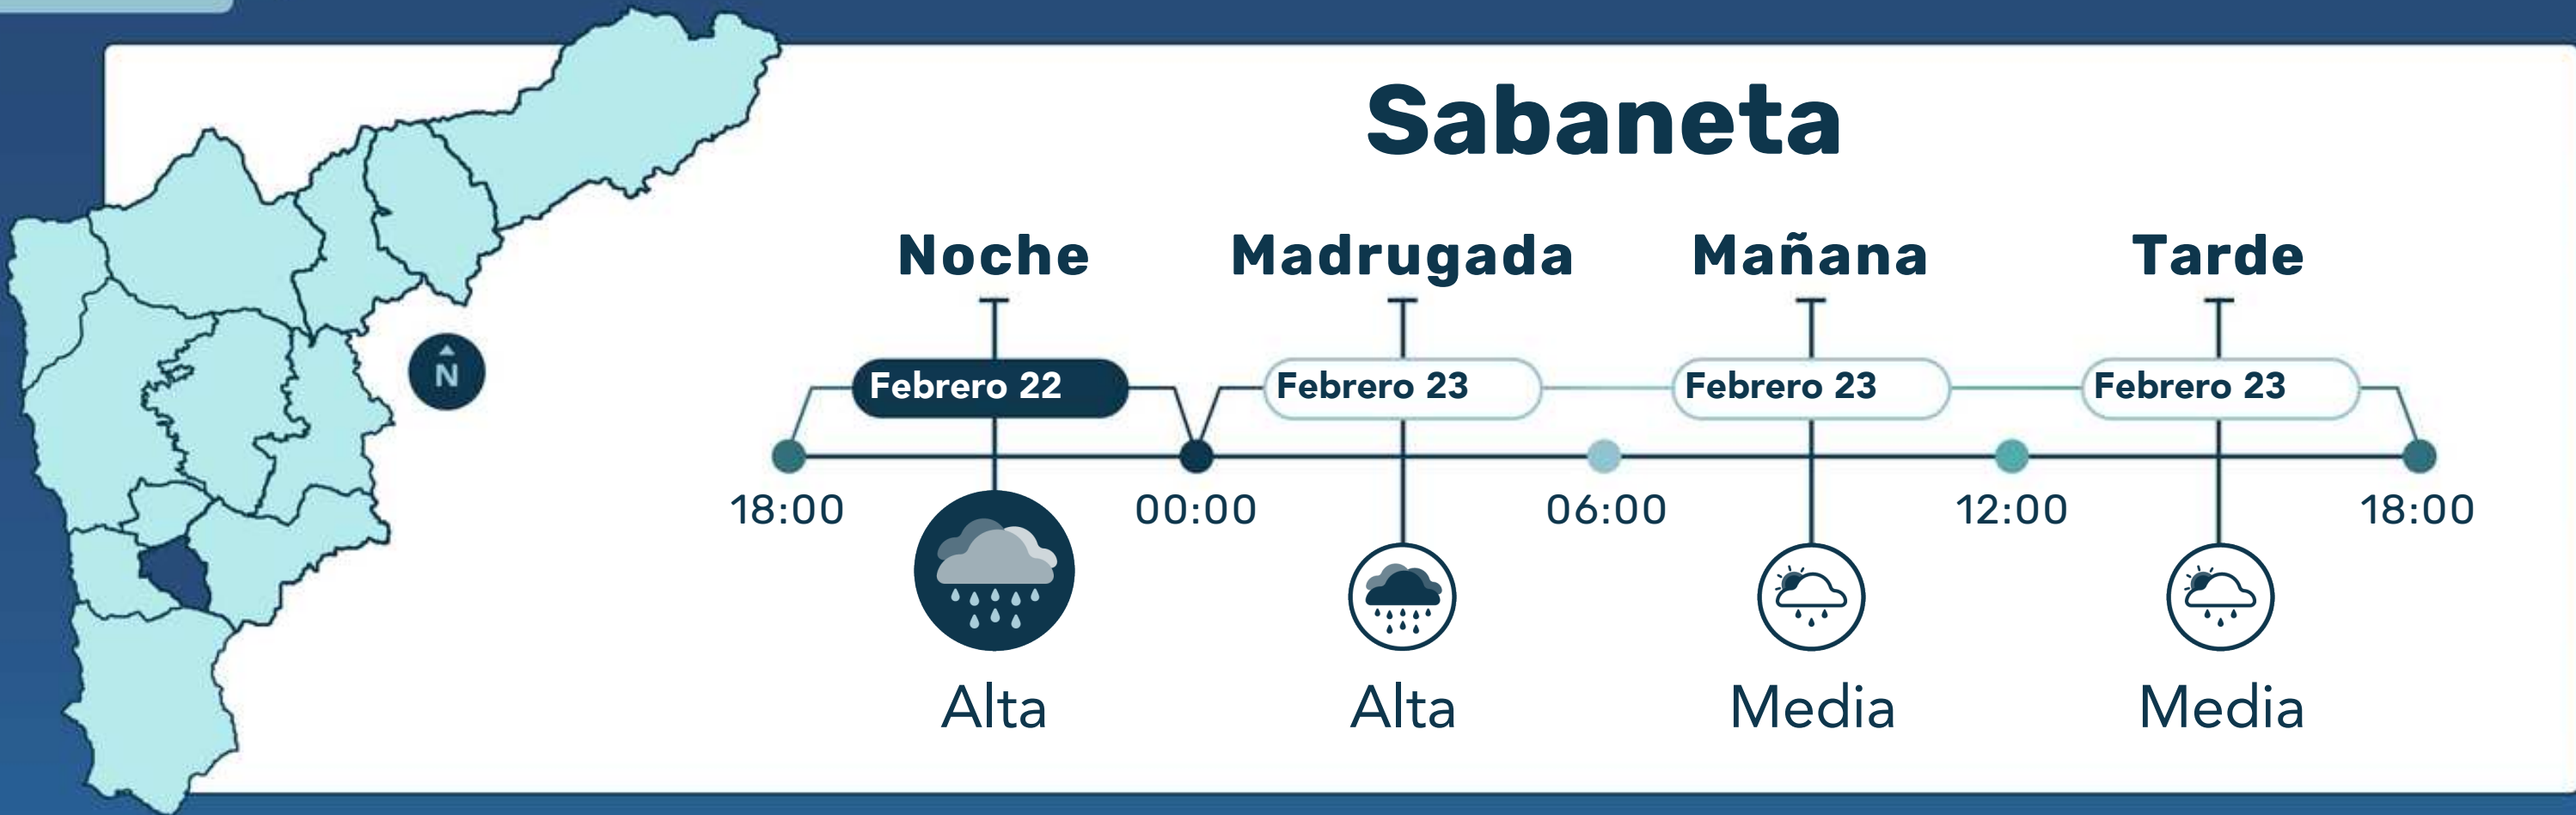 Sabaneta
Noche Madrugada Mañana Tarde
Febrero 22 Febrero 23 Febrero 23 Febrero 23
N
18:00 00:00 06:00 12:00 18:00
Alta Alta Media Media